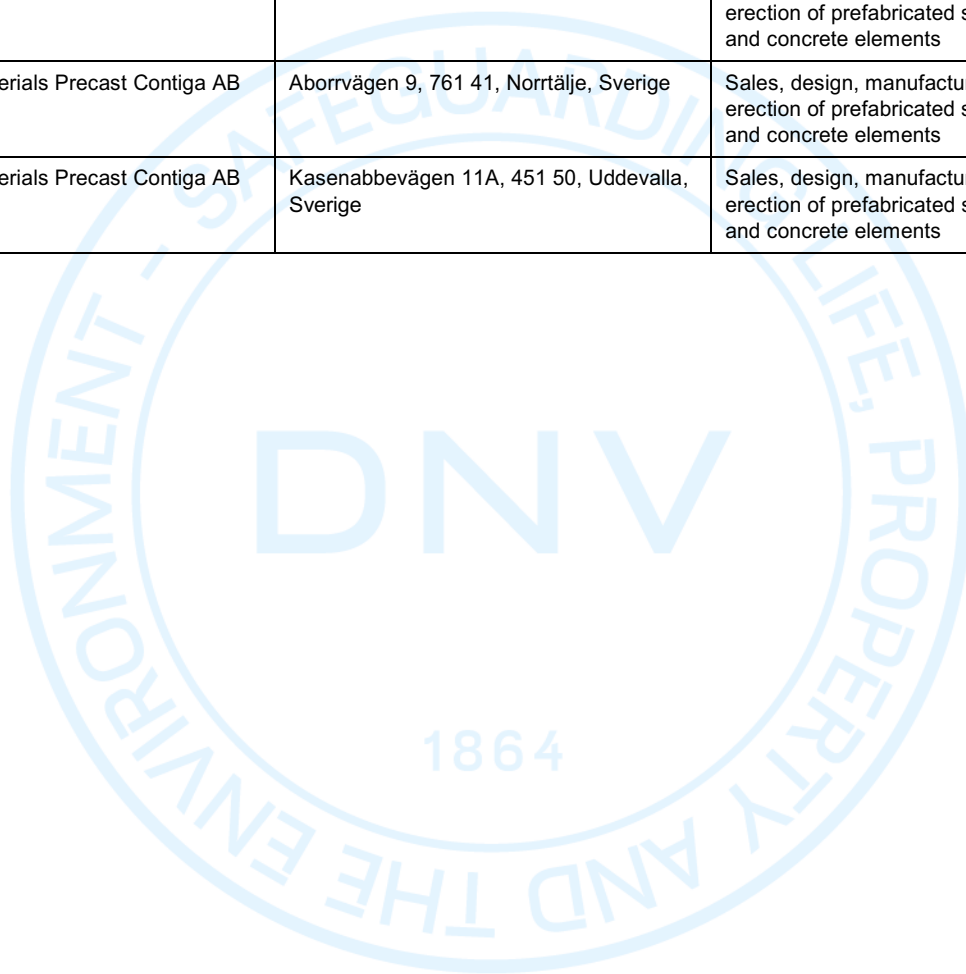 erection of prefabricated s
and concrete elements
erials Precast Contiga AB Aborrvägen 9, 761 41, Norrtälje, Sverige Sales, design, manufactu
erection of prefabricated s
and concrete elements
erials Precast Contiga AB Kasenabbevägen 11A, 451 50, Uddevalla, Sales, design, manufactu
Sverige erection of prefabricated s
and concrete elements
SAFEGUARDING LIFE, PROPERTY AND THE ENVIRONMENT –
DNV
1864